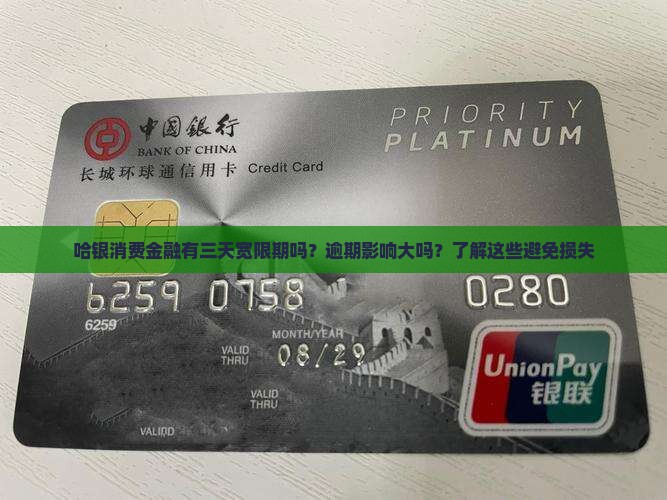 中国银行
BANK OF CHINA
长城环球通信用卡 Credit Card
PRIORITY
PLATINUM
哈银消费金融有三天宽限期吗？逾期影响大吗？了解这些避免损失
6259 0758 0280
6259
MONTH/YEAR
VALID
THRU
08/29
VALID
THRU
UnionPay
银联